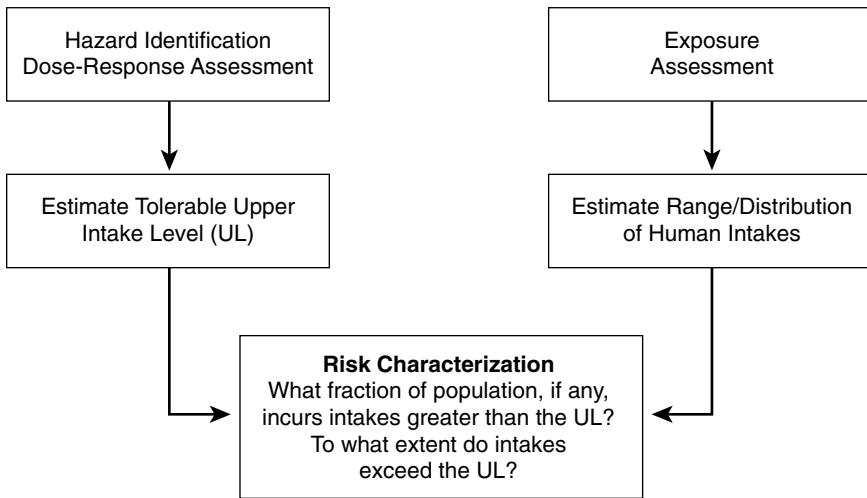 Hazard Identification
Dose-Response Assessment
Exposure
Assessment
Estimate Tolerable Upper
Intake Level (UL)
Estimate Range/Distribution
of Human Intakes
Risk Characterization
What fraction of population, if any,
incurs intakes greater than the UL?
To what extent do intakes
exceed the UL?